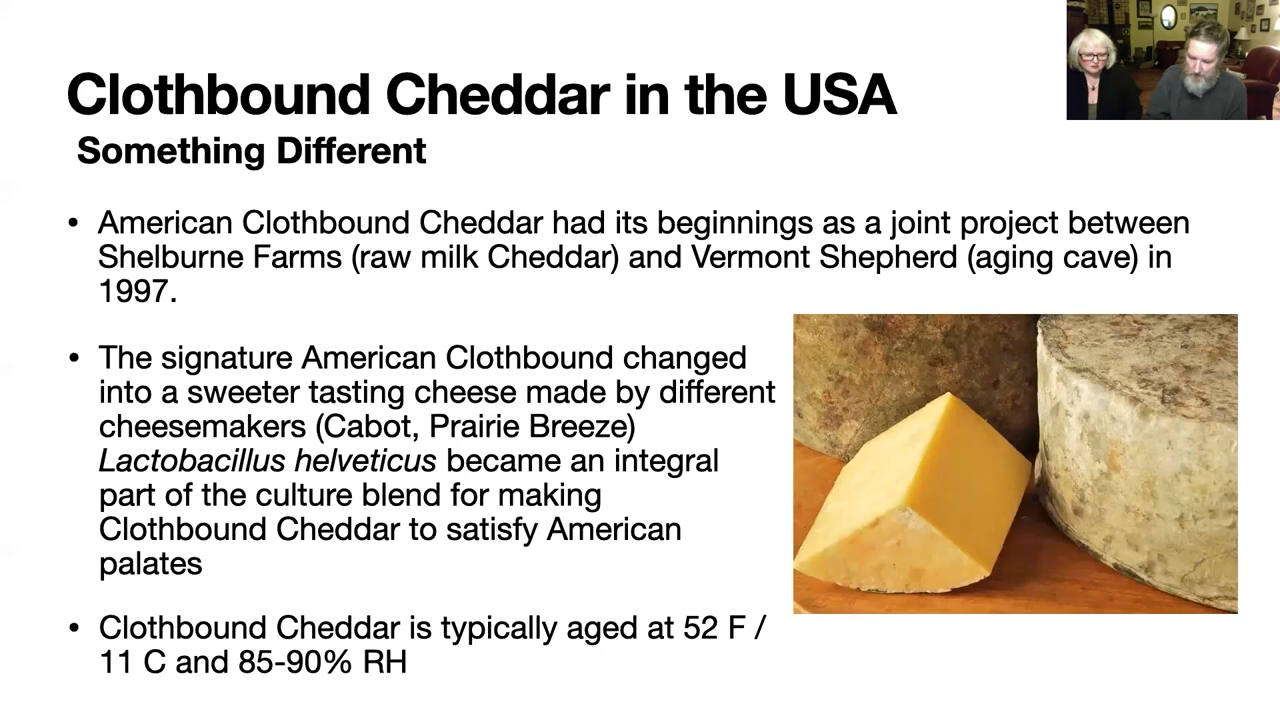 Clothbound Cheddar in the USA
Something Different
• American Clothbound Cheddar had its beginnings as a joint project between
Shelburne Farms (raw milk Cheddar) and Vermont Shepherd (aging cave) in
1997.
• The signature American Clothbound changed
into a sweeter tasting cheese made by different
cheesemakers (Cabot, Prairie Breeze)
Lactobacillus helveticus became an integral
part of the culture blend for making
Clothbound Cheddar to satisfy American
palates
• Clothbound Cheddar is typically aged at 52 F /
11 C and 85-90% RH